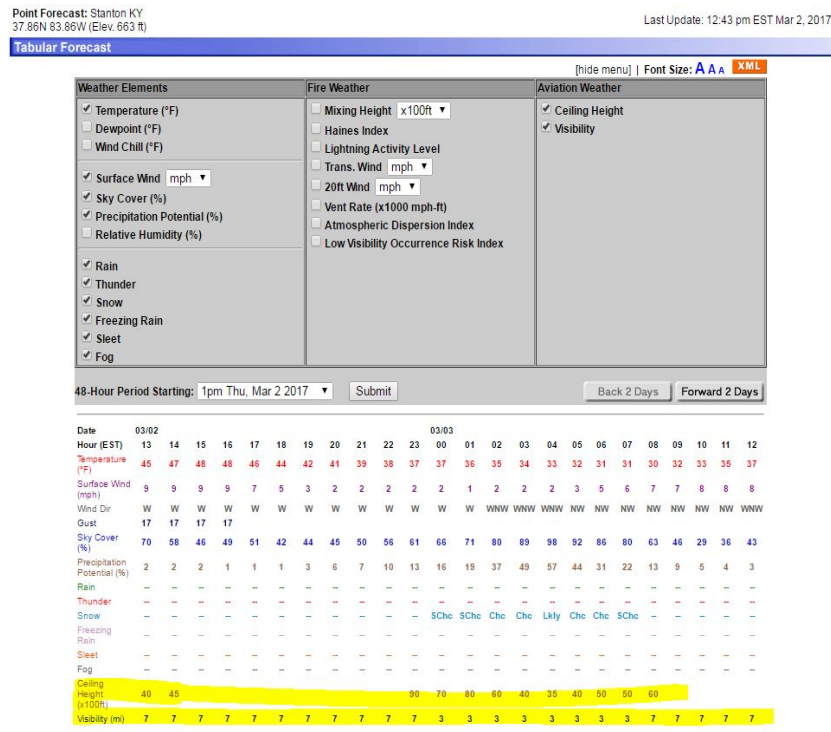 Point Forecast: Stanton KY
37.86N 83.86W (Elev. 663 ft)
Last Update: 12:43 pm EST Mar 2, 2017
Tabular Forecast
[hide menu] | Font Size: A A A XML
Weather Elements Fire Weather Aviation Weather
Temperature (°F) Mixing Height x100ft Ceiling Height
Dewpoint (°F) Haines Index Visibility
Wind Chill (°F) Lightning Activity Level
Trans. Wind mph
Surface Wind mph 20ft Wind mph
Sky Cover (%) Vent Rate (x1000 mph-ft)
Precipitation Potential (%) Atmospheric Dispersion Index
Relative Humidity (%) Low Visibility Occurrence Risk Index
Rain
Thunder
Snow
Freezing Rain
Sleet
Fog
48-Hour Period Starting: 1pm Thu, Mar 2 2017 Submit Back 2 Days Forward 2 Days
Date 03/02 03/03
Hour (EST) 13 14 15 16 17 18 19 20 21 22 23 00 01 02 03 04 05 06 07 08 09 10 11 12
Temperature (°F) 45 47 48 48 46 44 42 41 39 38 37 37 36 35 34 33 32 31 31 30 32 33 35 37
Surface Wind (mph) 9 9 9 9 7 5 3 2 2 2 2 2 1 2 2 2 3 5 6 7 7 8 8 8
Wind Dir W W W W W W W W W W W W W WNW WNW WNW NW NW NW NW NW NW NW WNW
Gust 17 17 17 17
Sky Cover (%) 70 58 46 49 51 42 44 45 50 56 61 66 71 80 89 98 92 86 80 63 46 29 36 43
Precipitation Potential (%) 2 2 2 1 1 1 3 6 7 10 13 16 19 37 49 57 44 31 22 13 9 5 4 3
Rain -- -- -- -- -- -- -- -- -- -- -- -- -- -- -- -- -- -- -- -- -- -- -- --
Thunder -- -- -- -- -- -- -- -- -- -- -- -- -- -- -- -- -- -- -- -- -- -- -- --
Snow -- -- -- -- -- -- -- -- -- -- -- SChc SChc Chc Chc Lkly Chc Chc SChc -- -- -- -- --
Freezing Rain -- -- -- -- -- -- -- -- -- -- -- -- -- -- -- -- -- -- -- -- -- -- -- --
Sleet -- -- -- -- -- -- -- -- -- -- -- -- -- -- -- -- -- -- -- -- -- -- -- --
Fog -- -- -- -- -- -- -- -- -- -- -- -- -- -- -- -- -- -- -- -- -- -- -- --
Ceiling Height (x100ft) 40 45 90 70 80 60 40 35 40 50 50 60
Visibility (mi) 7 7 7 7 7 7 7 7 7 7 7 3 3 3 3 3 3 3 3 7 7 7 7 7